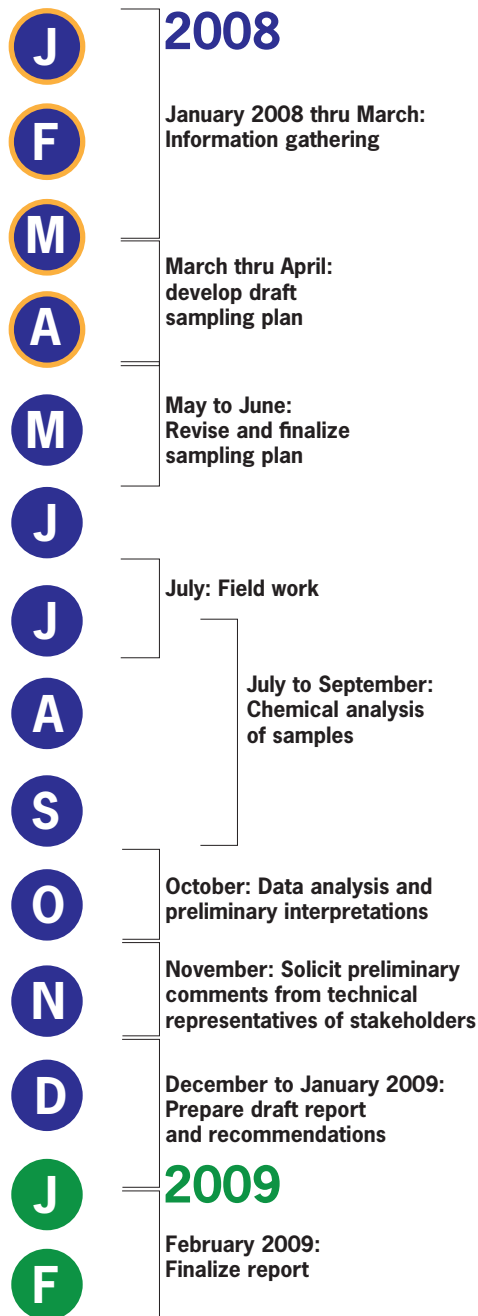 J
2008
January 2008 thru March:
Information gathering
F
M
March thru April:
develop draft
sampling plan
A
May to June:
Revise and finalize
sampling plan
M
J
July: Field work
J
July to September:
Chemical analysis
of samples
A
S
October: Data analysis and
preliminary interpretations
O
November: Solicit preliminary
comments from technical
representatives of stakeholders
N
December to January 2009:
Prepare draft report
and recommendations
D
J
2009
February 2009:
Finalize report
F